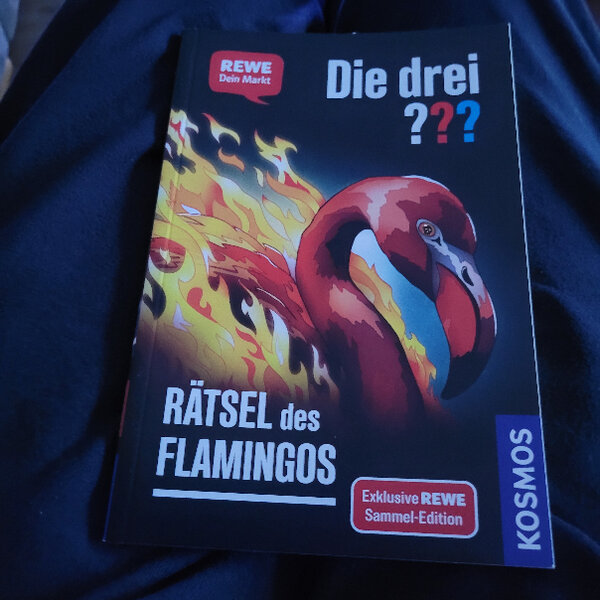 REWE
Dein Markt
Die drei
???
RÄTSEL des
FLAMINGOS
Exklusive REWE
Sammel-Edition
KOSMOS